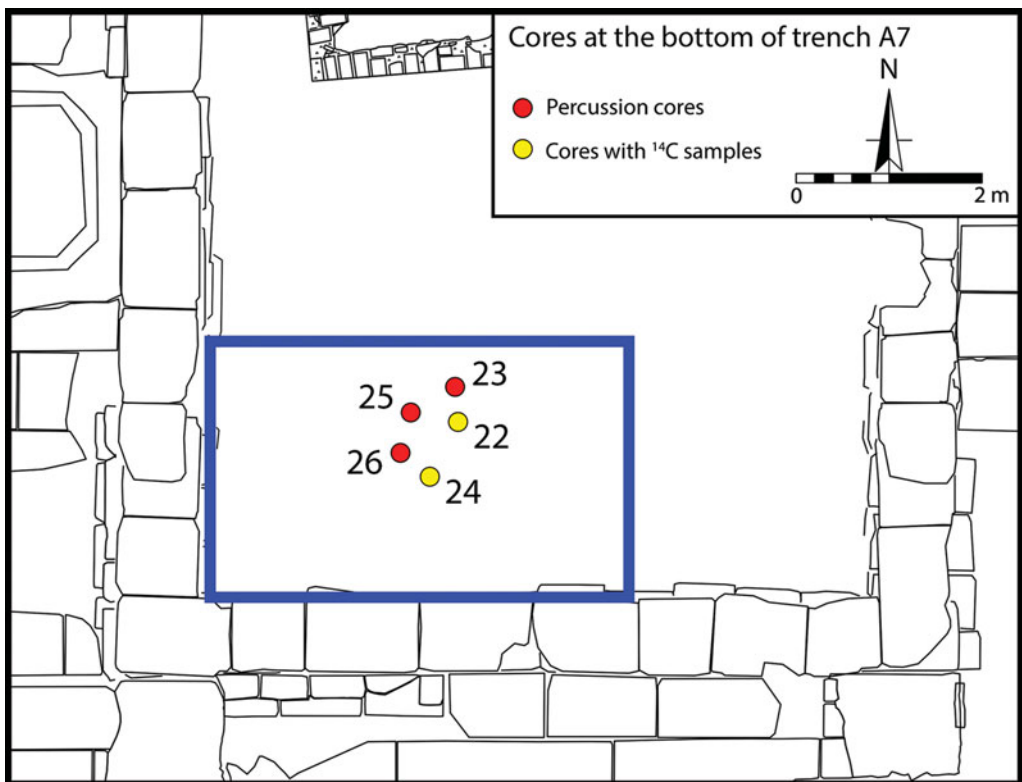 Cores at the bottom of trench A7
N
Percussion cores
Cores with ¹⁴C samples
0 2 m
23
25
22
26
24